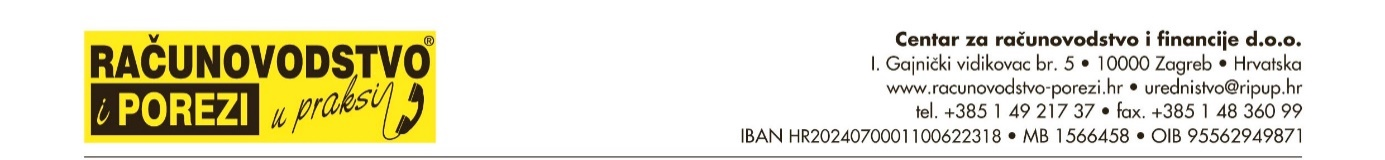 RAČUNOVODSTVO®
i POREZI u praksi
Centar za računovodstvo i financije d.o.o.
I. Gajnički vidikovac br. 5 • 10000 Zagreb • Hrvatska
www.racunovodstvo-porezi.hr • urednistvo@ripup.hr
tel. +385 1 49 217 37 • fax. +385 1 48 360 99
IBAN HR2024070001100622318 • MB 1566458 • OIB 95562949871